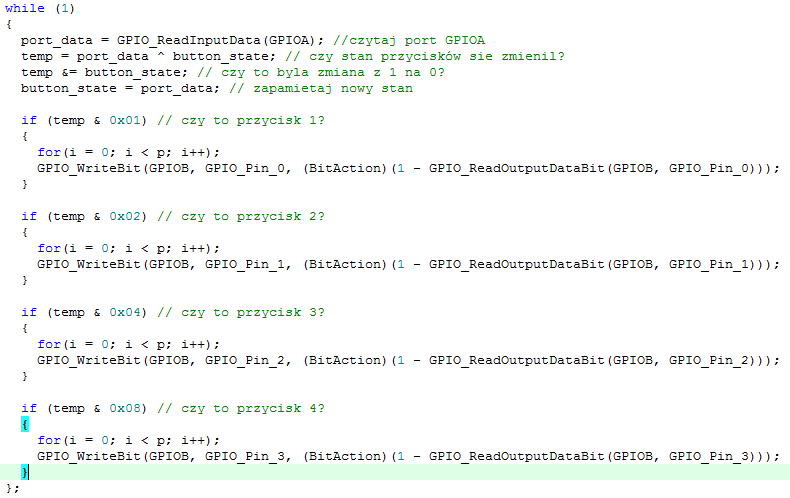 while (1)
{
port_data = GPIO_ReadInputData(GPIOA); //czytaj port GPIOA
temp = port_data ^ button_state; // czy stan przycisków sie zmienil?
temp &= button_state; // czy to byla zmiana z 1 na 0?
button_state = port_data; // zapamietaj nowy stan
if (temp & 0x01) // czy to przycisk 1?
{
for(i = 0; i < p; i++);
GPIO_WriteBit(GPIOB, GPIO_Pin_0, (BitAction)(1 - GPIO_ReadOutputDataBit(GPIOB, GPIO_Pin_0)));
}
if (temp & 0x02) // czy to przycisk 2?
{
for(i = 0; i < p; i++);
GPIO_WriteBit(GPIOB, GPIO_Pin_1, (BitAction)(1 - GPIO_ReadOutputDataBit(GPIOB, GPIO_Pin_1)));
}
if (temp & 0x04) // czy to przycisk 3?
{
for(i = 0; i < p; i++);
GPIO_WriteBit(GPIOB, GPIO_Pin_2, (BitAction)(1 - GPIO_ReadOutputDataBit(GPIOB, GPIO_Pin_2)));
}
if (temp & 0x08) // czy to przycisk 4?
{
for(i = 0; i < p; i++);
GPIO_WriteBit(GPIOB, GPIO_Pin_3, (BitAction)(1 - GPIO_ReadOutputDataBit(GPIOB, GPIO_Pin_3)));
}
};